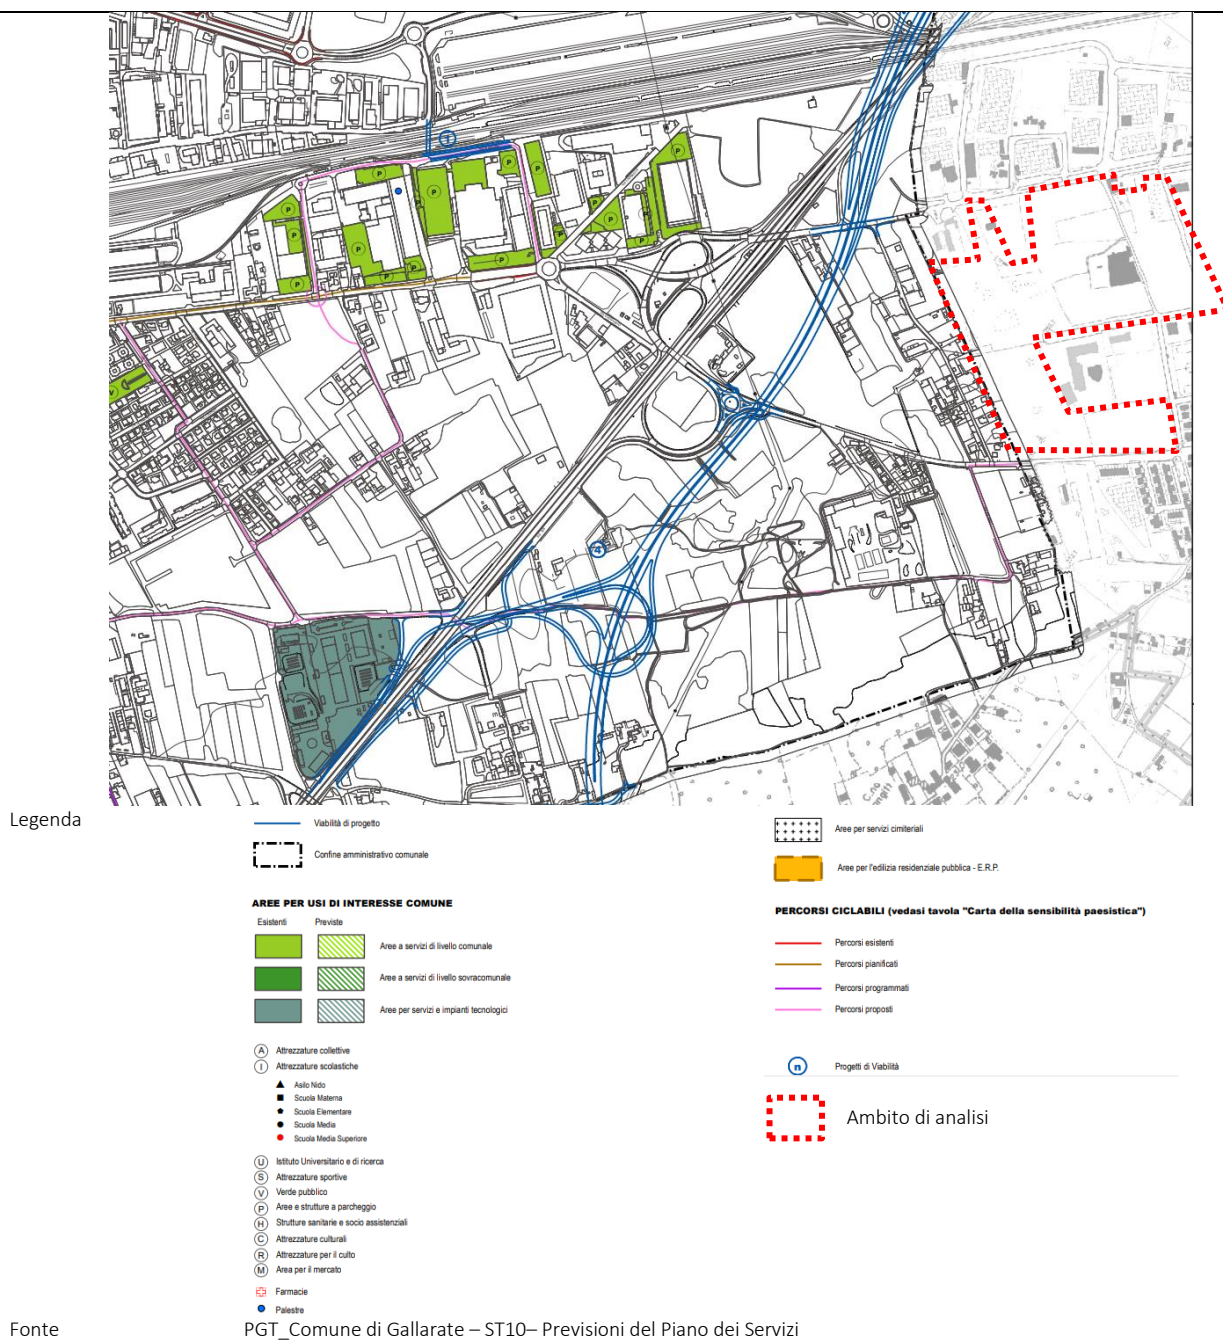 1
P
P
P
P
P
P
P
P
P
P
P
P
P
P
V
4
C.no
Legenda
Viabilità di progetto
Confine amministrativo comunale
AREE PER USI DI INTERESSE COMUNE
Esistenti Previste
Aree a servizi di livello comunale
Aree a servizi di livello sovracomunale
Aree per servizi e impianti tecnologici
A Attrezzature collettive
I Attrezzature scolastiche
Asilo Nido
Scuola Materna
Scuola Elementare
Scuola Media
Scuola Media Superiore
U Istituto Universitario e di ricerca
S Attrezzature sportive
V Verde pubblico
P Aree e strutture a parcheggio
H Strutture sanitarie e socio assistenziali
C Attrezzature culturali
R Attrezzature per il culto
M Area per il mercato
Farmacie
Palestre
Aree per servizi cimiteriali
Aree per l'edilizia residenziale pubblica - E.R.P.
PERCORSI CICLABILI (vedasi tavola "Carta della sensibilità paesistica")
Percorsi esistenti
Percorsi pianificati
Percorsi programmati
Percorsi proposti
n Progetti di Viabilità
Ambito di analisi
Fonte PGT_Comune di Gallarate – ST10– Previsioni del Piano dei Servizi